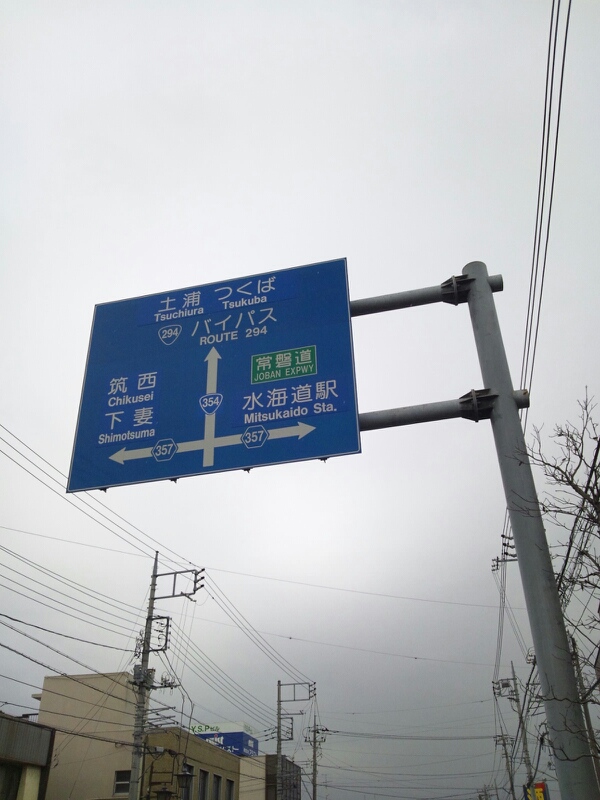 土浦 つくば
Tsuchiura Tsukuba
294 バイパス
ROUTE 294
常磐道
JOBAN EXPWY
筑西
Chikusei
下妻
Shimotsuma
354
水海道駅
Mitsukaido Sta.
357
357
Y.S.P